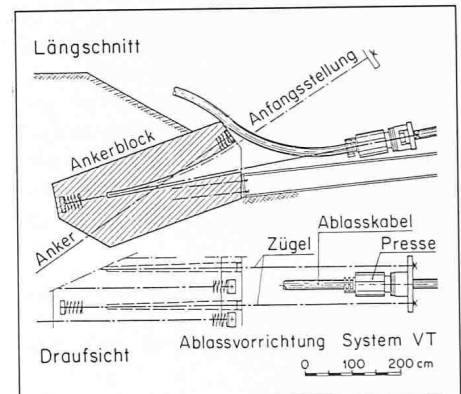 Längschnitt
Anfangsstellung
Ankerblock
Anker
Ablasskabel
Zügel
Presse
Draufsicht
Ablassvorrichtung System VT
0 100 200 cm